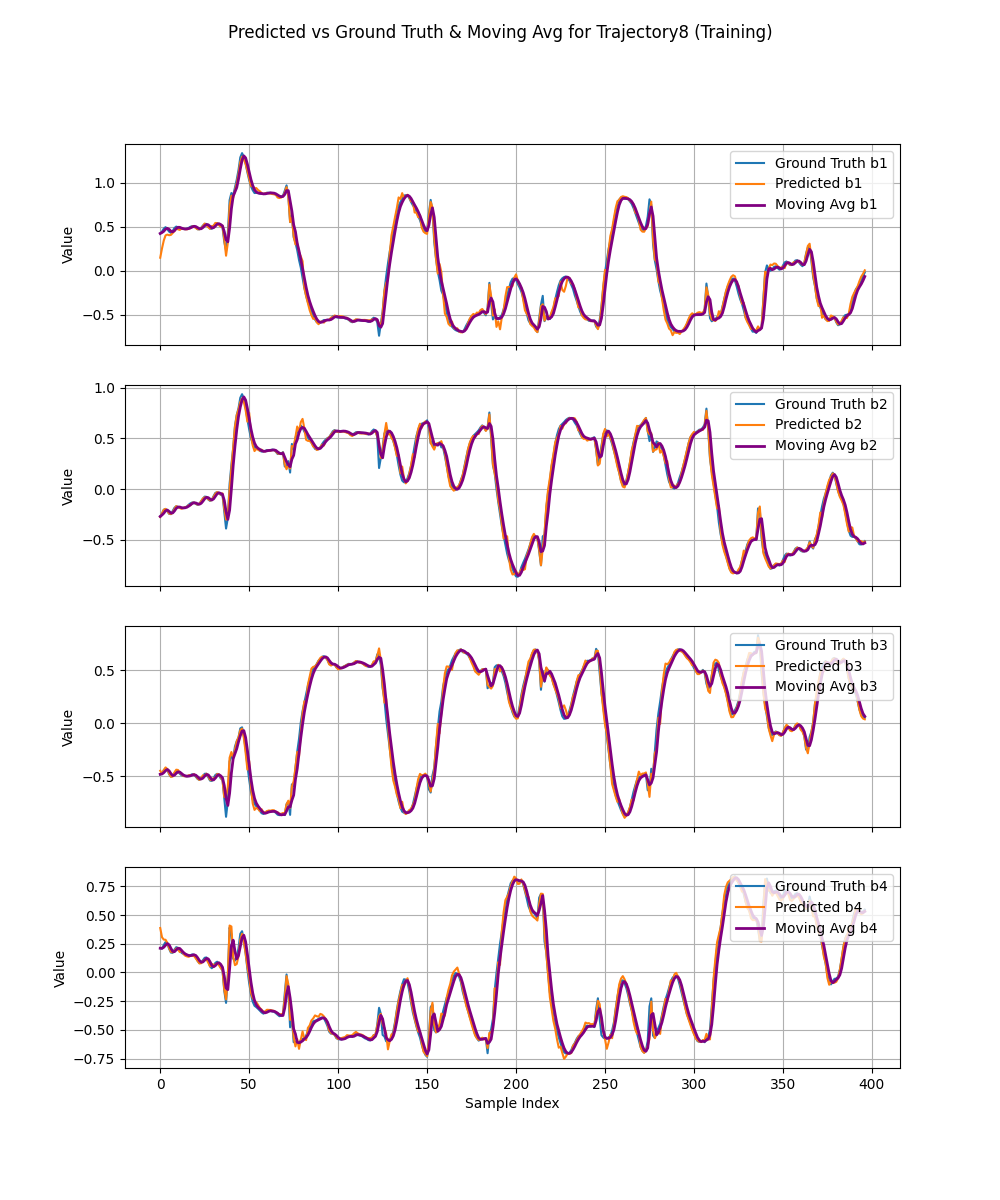 Predicted vs Ground Truth & Moving Avg for Trajectory8 (Training)
Value
1.0
0.5
0.0
−0.5
Ground Truth b1
Predicted b1
Moving Avg b1
Value
1.0
0.5
0.0
−0.5
Ground Truth b2
Predicted b2
Moving Avg b2
Value
0.5
0.0
−0.5
Ground Truth b3
Predicted b3
Moving Avg b3
Value
0.75
0.50
0.25
0.00
−0.25
−0.50
−0.75
Ground Truth b4
Predicted b4
Moving Avg b4
0 50 100 150 200 250 300 350 400
Sample Index